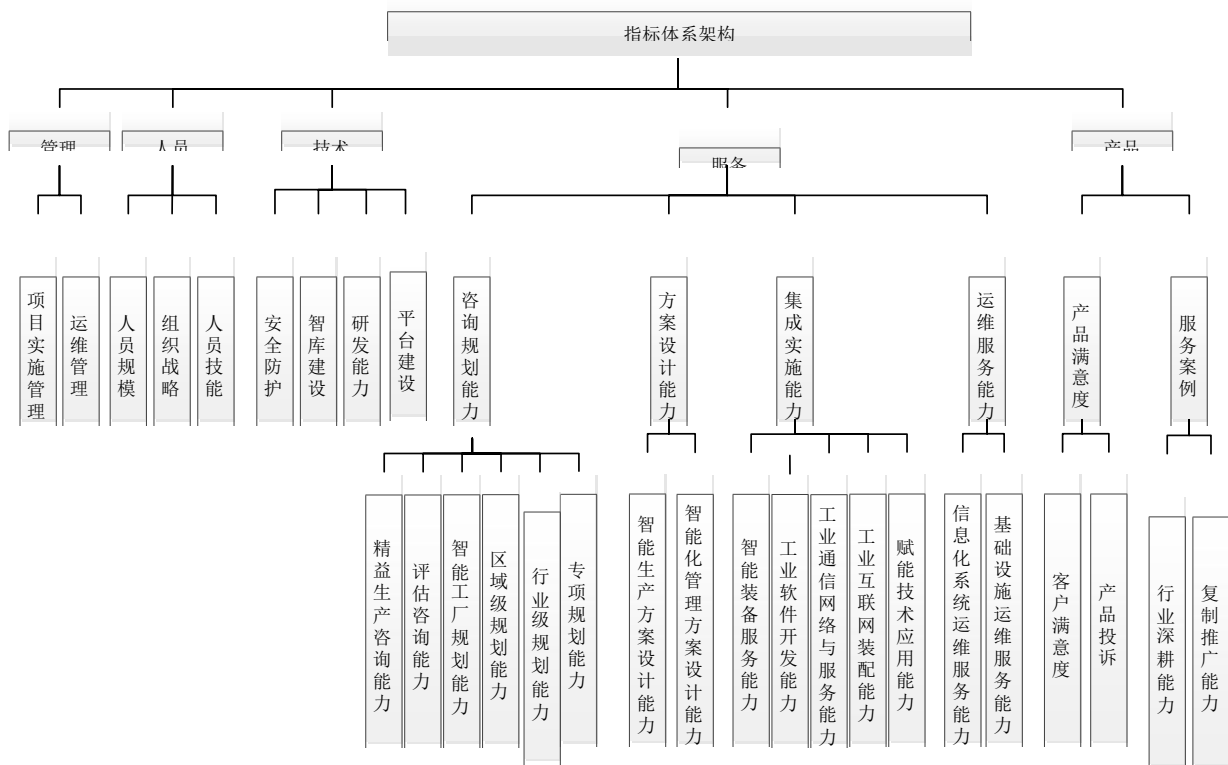 指标体系架构
管理
人员
技术
服务
产品
项目实施管理
运维管理
人员规模
组织战略
人员技能
安全防护
智库建设
研发能力
平台建设
咨询规划能力
方案设计能力
集成实施能力
运维服务能力
产品满意度
服务案例
精益生产咨询能力
评估咨询能力
智能工厂规划能力
区域级规划能力
行业级规划能力
专项规划能力
智能生产方案设计能力
智能化管理方案设计能力
智能装备服务能力
工业软件开发能力
工业通信网络与服务能力
工业互联网装配能力
赋能技术应用能力
信息化系统运维服务能力
基础设施运维服务能力
客户满意度
产品投诉
行业深耕能力
复制推广能力